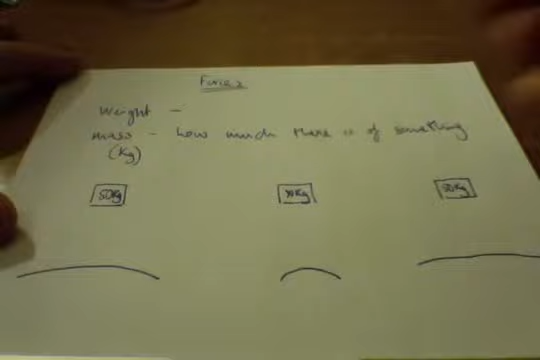 Forces
Weight -
mass - how much there is of something
(Kg)
50Kg 50Kg